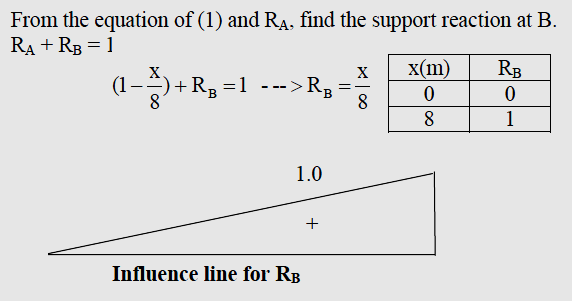 From the equation of (1) and RA, find the support reaction at B.
RA + RB = 1
(1−x/8)+RB=1 --->RB=x/8
x(m) RB
0 0
8 1
1.0
+
Influence line for RB